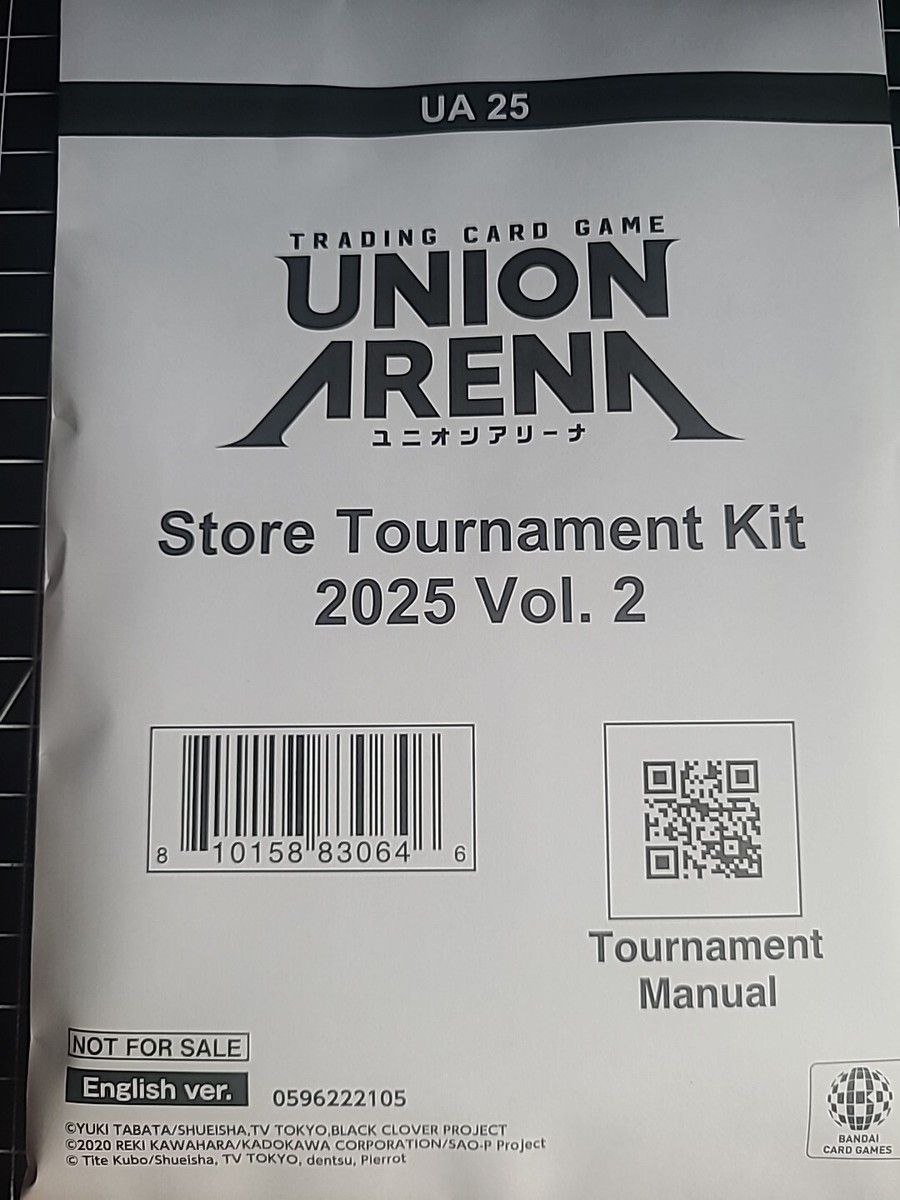 UA 25
TRADING CARD GAME
UNION
ARENA
ユニオンアリーナ
Store Tournament Kit
2025 Vol. 2
8 10158 83064 6
Tournament
Manual
NOT FOR SALE
English ver.
0596222105
©YUKI TABATA/SHUEISHA,TV TOKYO,BLACK CLOVER PROJECT
©2020 REKI KAWAHARA/KADOKAWA CORPORATION/SAO-P Project
© Tite Kubo/Shueisha, TV TOKYO, dentsu, Pierrot
BANDAI
CARD GAMES